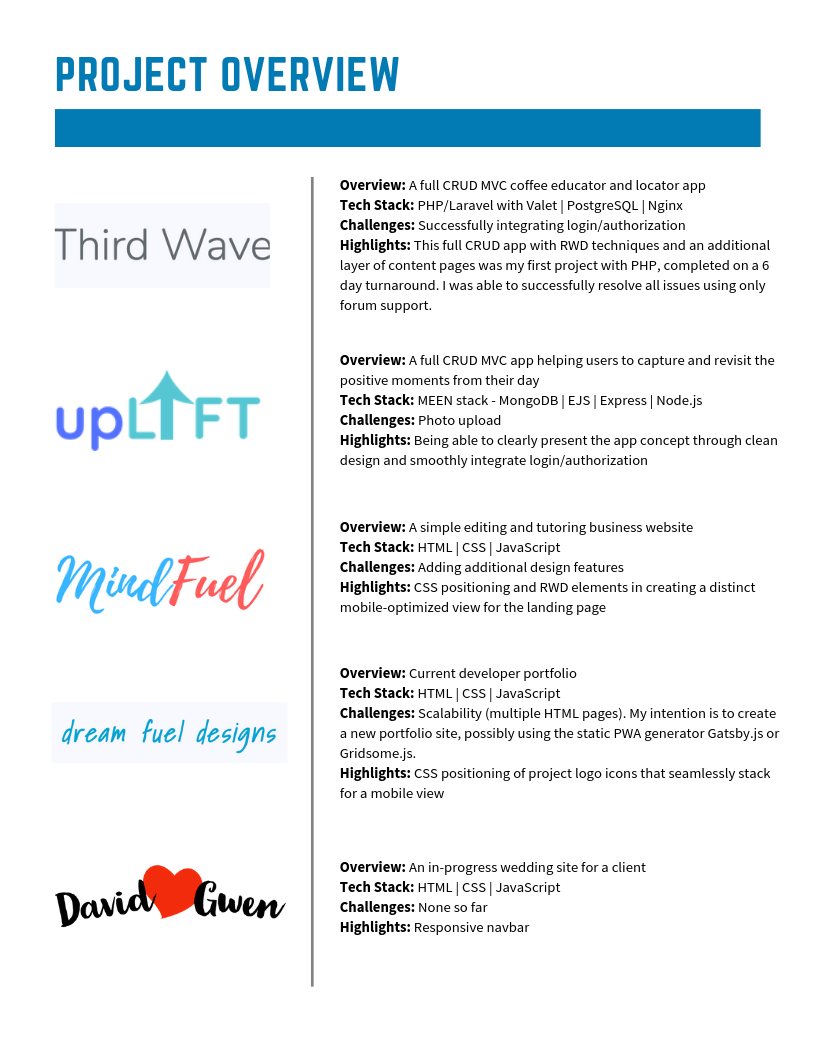 PROJECT OVERVIEW
Third Wave
Overview: A full CRUD MVC coffee educator and locator app
Tech Stack: PHP/Laravel with Valet | PostgreSQL | Nginx
Challenges: Successfully integrating login/authorization
Highlights: This full CRUD app with RWD techniques and an additional
layer of content pages was my first project with PHP, completed on a 6
day turnaround. I was able to successfully resolve all issues using only
forum support.
upLIFT
Overview: A full CRUD MVC app helping users to capture and revisit the
positive moments from their day
Tech Stack: MEEN stack - MongoDB | EJS | Express | Node.js
Challenges: Photo upload
Highlights: Being able to clearly present the app concept through clean
design and smoothly integrate login/authorization
MindFuel
Overview: A simple editing and tutoring business website
Tech Stack: HTML | CSS | JavaScript
Challenges: Adding additional design features
Highlights: CSS positioning and RWD elements in creating a distinct
mobile-optimized view for the landing page
dream fuel designs
Overview: Current developer portfolio
Tech Stack: HTML | CSS | JavaScript
Challenges: Scalability (multiple HTML pages). My intention is to create
a new portfolio site, possibly using the static PWA generator Gatsby.js or
Gridsome.js.
Highlights: CSS positioning of project logo icons that seamlessly stack
for a mobile view
David Gwen
Overview: An in-progress wedding site for a client
Tech Stack: HTML | CSS | JavaScript
Challenges: None so far
Highlights: Responsive navbar